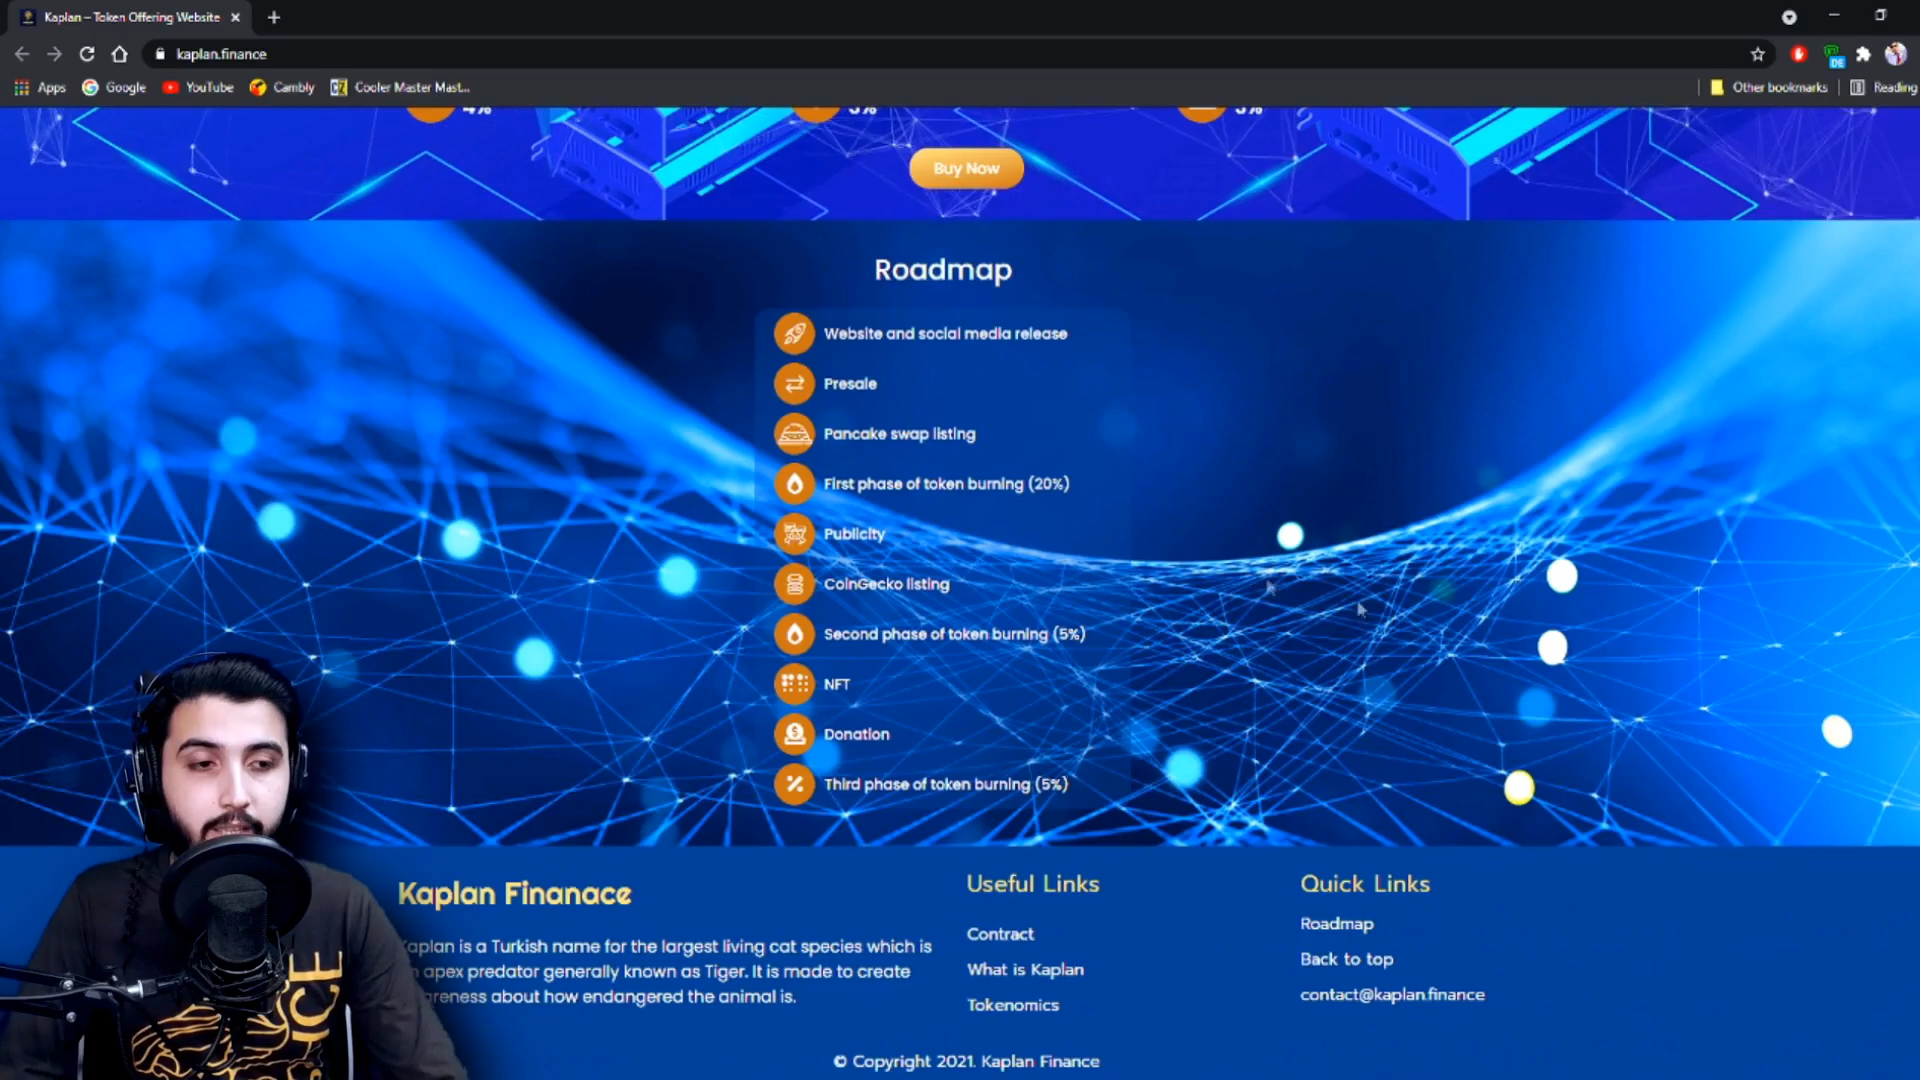 Kaplan – Token Offering Website
kaplan.finance
Apps Google YouTube Cambly Cooler Master Mast... Other bookmarks Reading
4% 3% 3%
Buy Now
Roadmap
Website and social media release
Presale
Pancake swap listing
First phase of token burning (20%)
Publicity
CoinGecko listing
Second phase of token burning (5%)
NFT
Donation
Third phase of token burning (5%)
Kaplan Finanace
Kaplan is a Turkish name for the largest living cat species which is
apex predator generally known as Tiger. It is made to create
about how endangered the animal is.
Useful Links
Contract
What is Kaplan
Tokenomics
Quick Links
Roadmap
Back to top
contact@kaplan.finance
© Copyright 2021. Kaplan Finance